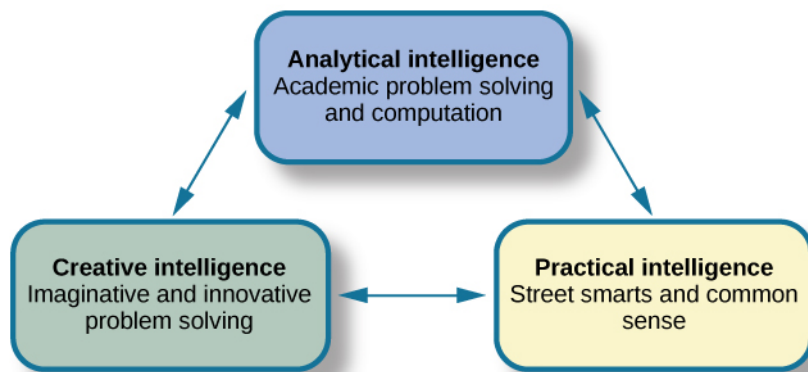 Analytical intelligence
Academic problem solving
and computation
Creative intelligence
Imaginative and innovative
problem solving
Practical intelligence
Street smarts and common
sense